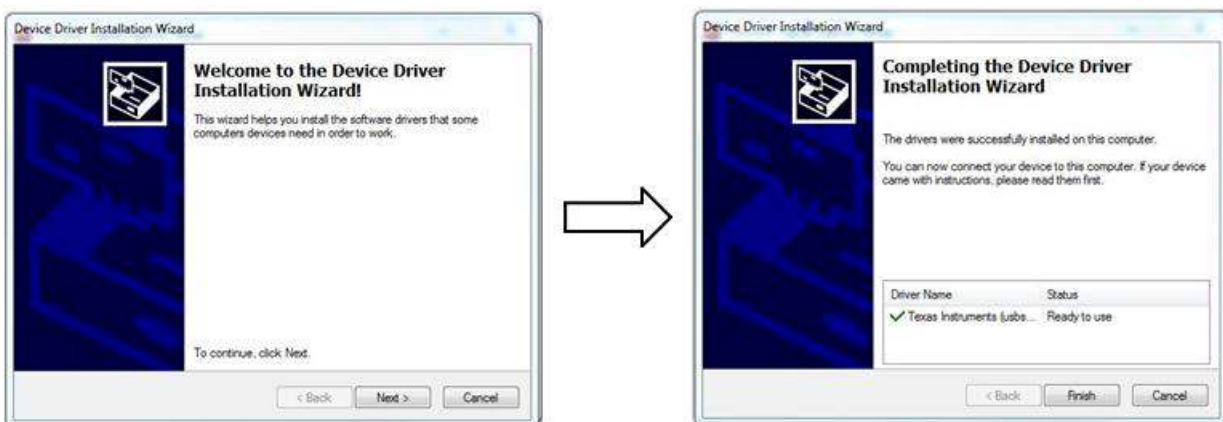 Device Driver Installation Wizard
Welcome to the Device Driver
Installation Wizard!
This wizard helps you install the software drivers that some
computers devices need in order to work.
To continue, click Next.
< Back
Next >
Cancel
Device Driver Installation Wizard
Completing the Device Driver
Installation Wizard
The drivers were successfully installed on this computer.
You can now connect your device to this computer. If your device
came with instructions, please read them first.
Driver Name Status
Texas Instruments (usbs... Ready to use
< Back
Finish
Cancel